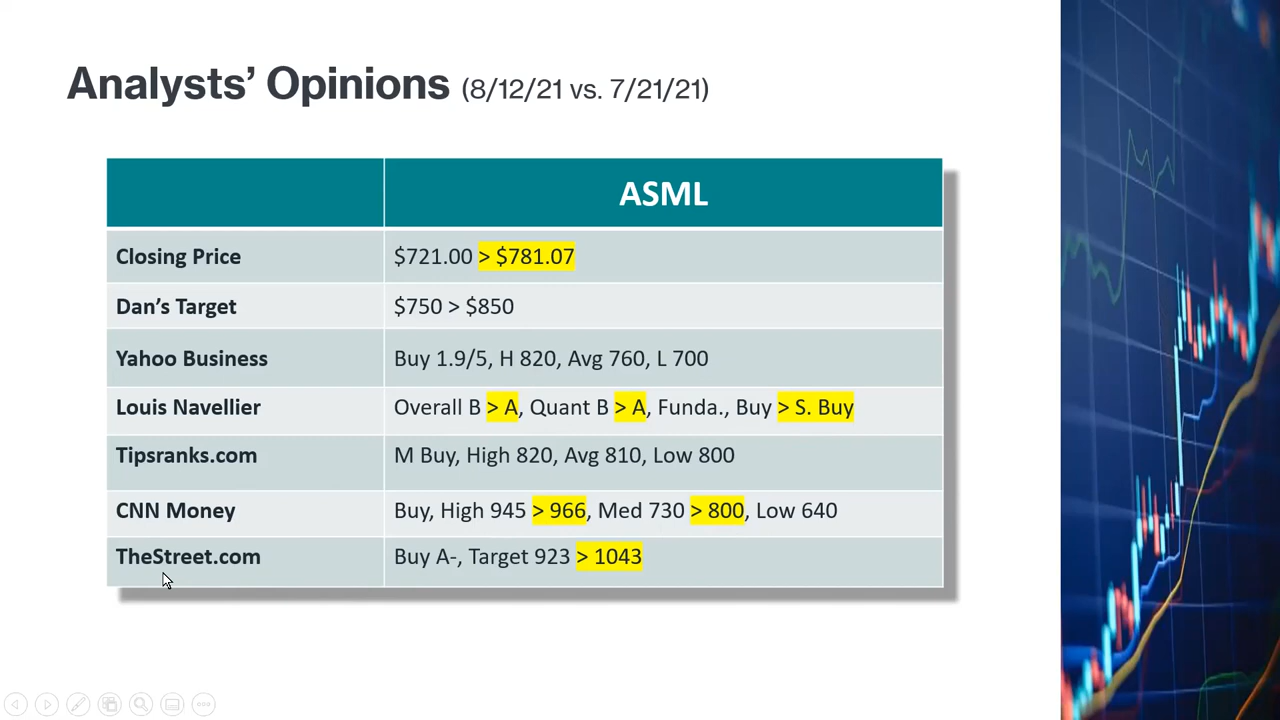 Analysts’ Opinions (8/12/21 vs. 7/21/21)
ASML
Closing Price $721.00 > $781.07
Dan’s Target $750 > $850
Yahoo Business Buy 1.9/5, H 820, Avg 760, L 700
Louis Navellier Overall B > A, Quant B > A, Funda., Buy > S. Buy
Tipsranks.com M Buy, High 820, Avg 810, Low 800
CNN Money Buy, High 945 > 966, Med 730 > 800, Low 640
TheStreet.com Buy A-, Target 923 > 1043